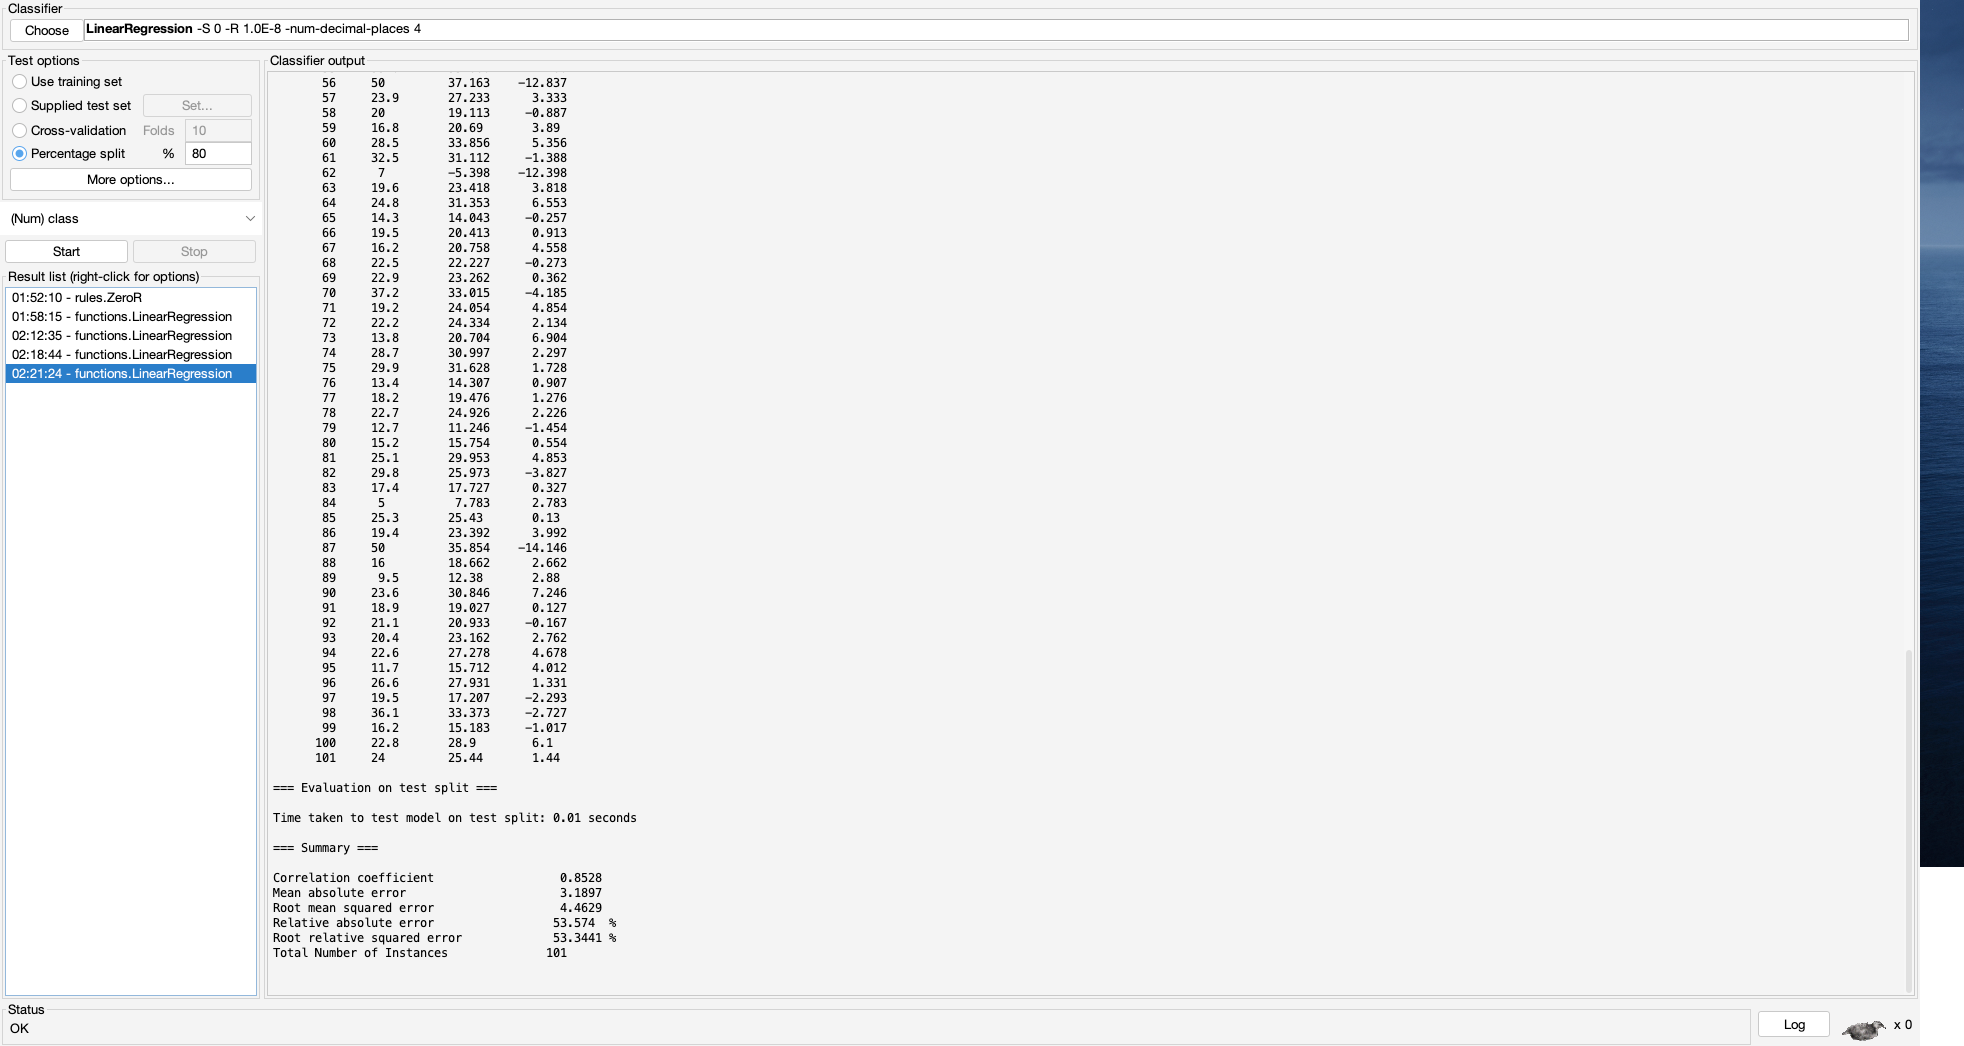 Classifier
Choose LinearRegression -S 0 -R 1.0E-8 -num-decimal-places 4
Test options
Use training set
Supplied test set Set...
Cross-validation Folds 10
Percentage split % 80
More options...
(Num) class
Start Stop
Result list (right-click for options)
01:52:10 - rules.ZeroR
01:58:15 - functions.LinearRegression
02:12:35 - functions.LinearRegression
02:18:44 - functions.LinearRegression
02:21:24 - functions.LinearRegression
Classifier output
56 50 37.163 -12.837
57 23.9 27.233 3.333
58 20 19.113 -0.887
59 16.8 20.69 3.89
60 28.5 33.856 5.356
61 32.5 31.112 -1.388
62 7 -5.398 -12.398
63 19.6 23.418 3.818
64 24.8 31.353 6.553
65 14.3 14.043 -0.257
66 19.5 20.413 0.913
67 16.2 20.758 4.558
68 22.5 22.227 -0.273
69 22.9 23.262 0.362
70 37.2 33.015 -4.185
71 19.2 24.054 4.854
72 22.2 24.334 2.134
73 13.8 20.704 6.904
74 28.7 30.997 2.297
75 29.9 31.628 1.728
76 13.4 14.307 0.907
77 18.2 19.476 1.276
78 22.7 24.926 2.226
79 12.7 11.246 -1.454
80 15.2 15.754 0.554
81 25.1 29.953 4.853
82 29.8 25.973 -3.827
83 17.4 17.727 0.327
84 5 7.783 2.783
85 25.3 25.43 0.13
86 19.4 23.392 3.992
87 50 35.854 -14.146
88 16 18.662 2.662
89 9.5 12.38 2.88
90 23.6 30.846 7.246
91 18.9 19.027 0.127
92 21.1 20.933 -0.167
93 20.4 23.162 2.762
94 22.6 27.278 4.678
95 11.7 15.712 4.012
96 26.6 27.931 1.331
97 19.5 17.207 -2.293
98 36.1 33.373 -2.727
99 16.2 15.183 -1.017
100 22.8 28.9 6.1
101 24 25.44 1.44
=== Evaluation on test split ===
Time taken to test model on test split: 0.01 seconds
=== Summary ===
Correlation coefficient 0.8528
Mean absolute error 3.1897
Root mean squared error 4.4629
Relative absolute error 53.574 %
Root relative squared error 53.3441 %
Total Number of Instances 101
Status
OK
Log x 0